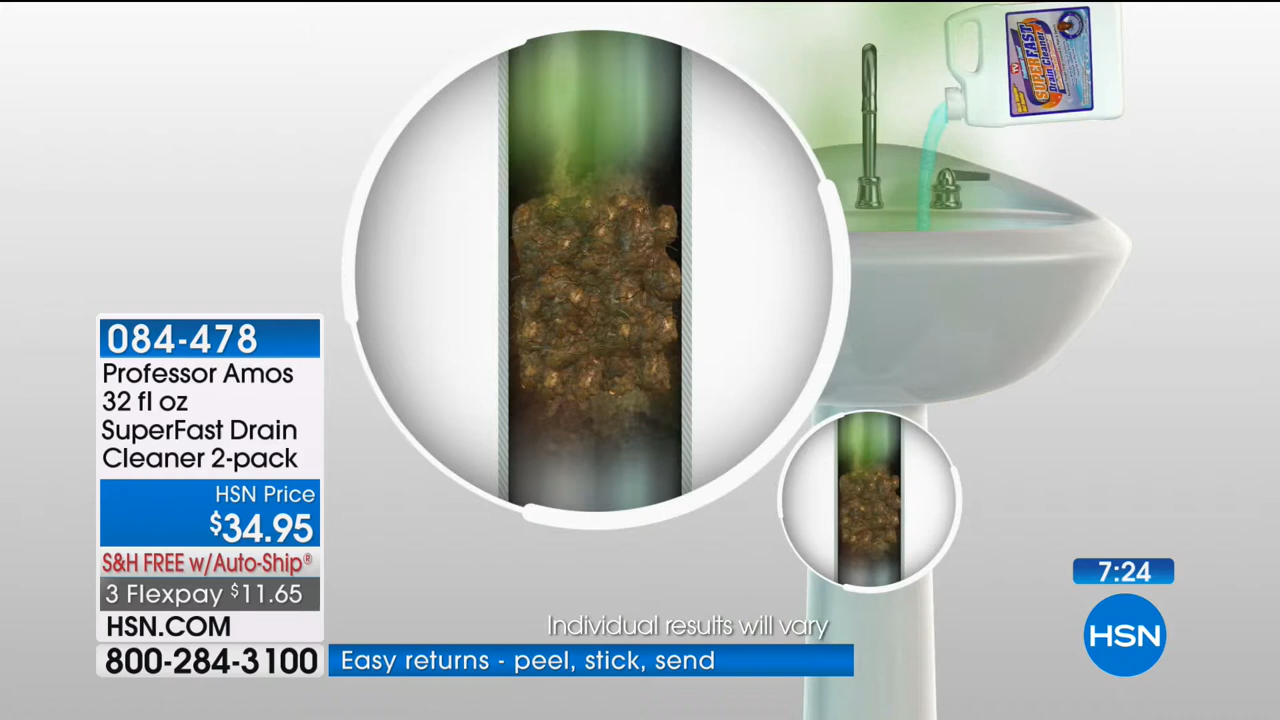 SUPERFAST
Drain Cleaner
084-478
Professor Amos
32 fl oz
SuperFast Drain
Cleaner 2-pack
HSN Price
$34.95
S&H FREE w/Auto-Ship®
3 Flexpay $11.65
HSN.COM
800-284-3100
Individual results will vary
Easy returns - peel, stick, send
7:24
HSN